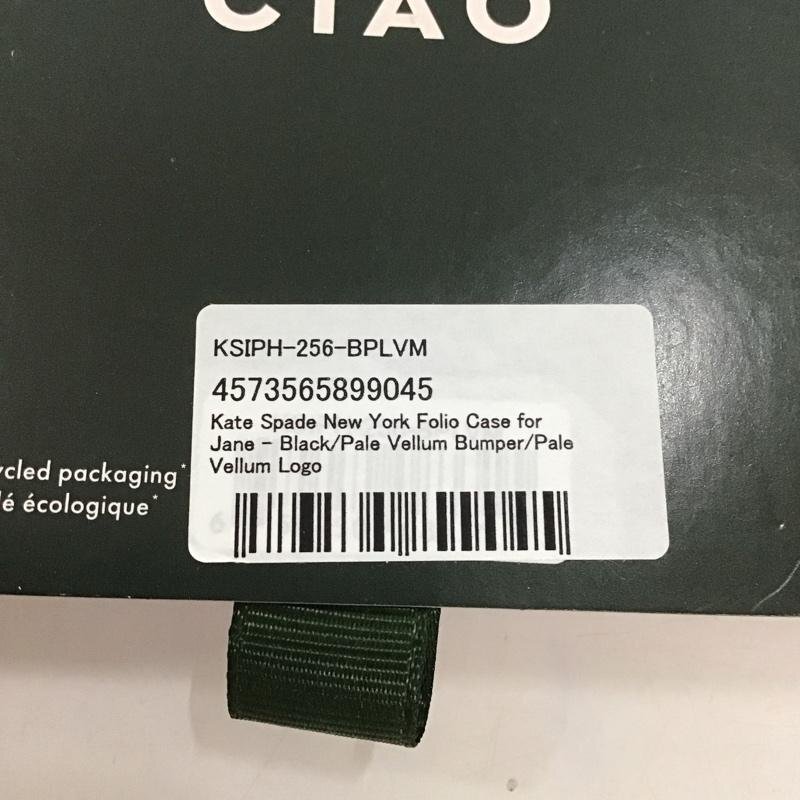 CIAO
KSIPH-256-BPLVM
4573565899045
Kate Spade New York Folio Case for
Jane - Black/Pale Vellum Bumper/Pale
Vellum Logo
ycled packaging*
lé écologique*